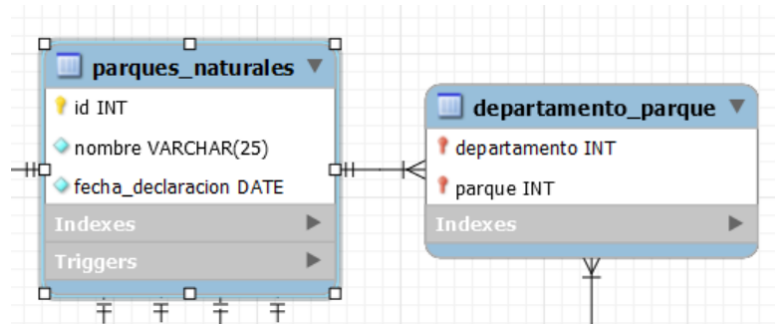 parques_naturales
id INT
nombre VARCHAR(25)
fecha_declaracion DATE
Indexes
Triggers
departamento_parque
departamento INT
parque INT
Indexes